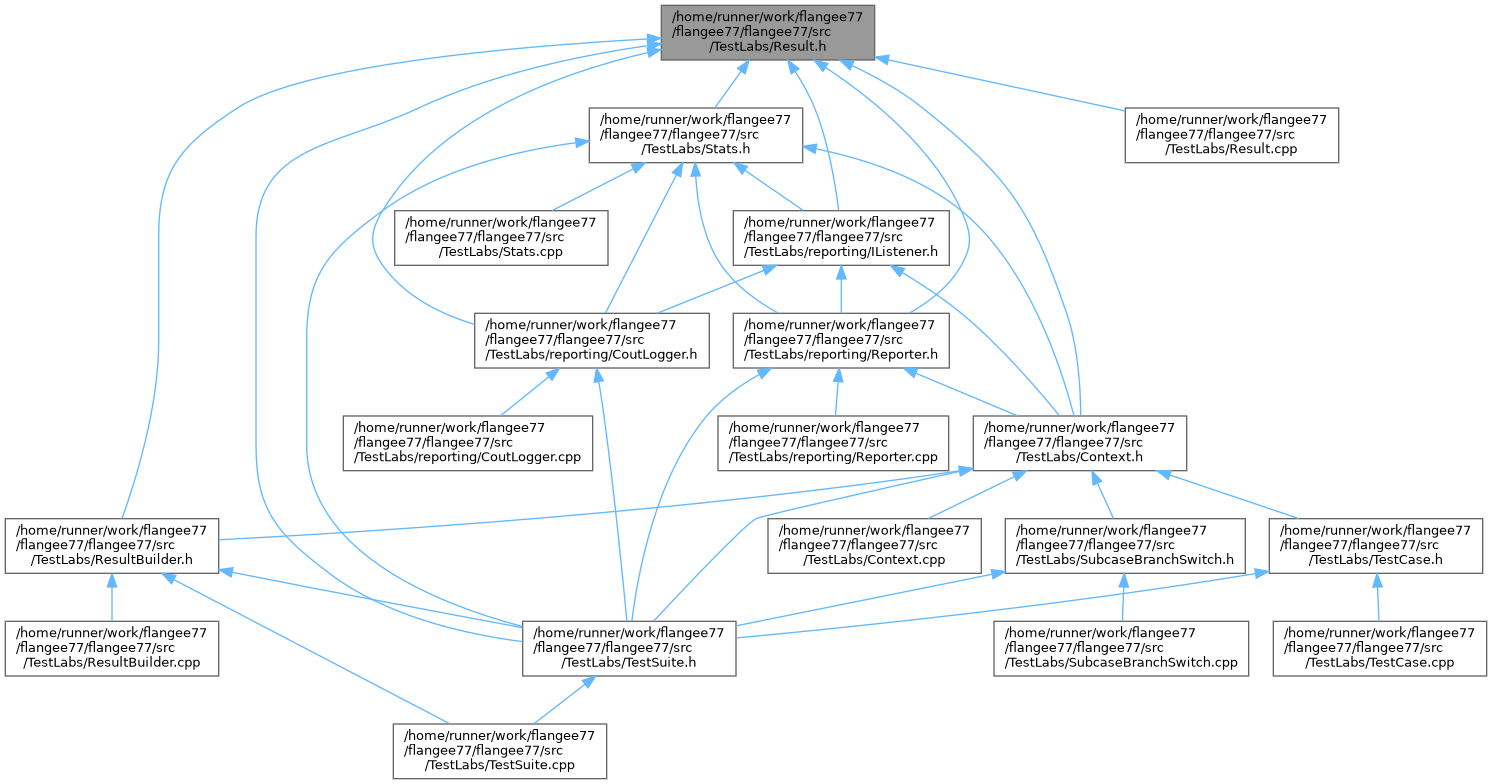 /home/runner/work/flangee77
/flangee77/flangee77/src
/TestLabs/Result.h
/home/runner/work/flangee77
/flangee77/flangee77/src
/TestLabs/Stats.h
/home/runner/work/flangee77
/flangee77/flangee77/src
/TestLabs/Result.cpp
/home/runner/work/flangee77
/flangee77/flangee77/src
/TestLabs/Stats.cpp
/home/runner/work/flangee77
/flangee77/flangee77/src
/TestLabs/reporting/IListener.h
/home/runner/work/flangee77
/flangee77/flangee77/src
/TestLabs/reporting/CoutLogger.h
/home/runner/work/flangee77
/flangee77/flangee77/src
/TestLabs/reporting/Reporter.h
/home/runner/work/flangee77
/flangee77/flangee77/src
/TestLabs/reporting/CoutLogger.cpp
/home/runner/work/flangee77
/flangee77/flangee77/src
/TestLabs/reporting/Reporter.cpp
/home/runner/work/flangee77
/flangee77/flangee77/src
/TestLabs/Context.h
/home/runner/work/flangee77
/flangee77/flangee77/src
/TestLabs/ResultBuilder.h
/home/runner/work/flangee77
/flangee77/flangee77/src
/TestLabs/Context.cpp
/home/runner/work/flangee77
/flangee77/flangee77/src
/TestLabs/SubcaseBranchSwitch.h
/home/runner/work/flangee77
/flangee77/flangee77/src
/TestLabs/TestCase.h
/home/runner/work/flangee77
/flangee77/flangee77/src
/TestLabs/ResultBuilder.cpp
/home/runner/work/flangee77
/flangee77/flangee77/src
/TestLabs/TestSuite.h
/home/runner/work/flangee77
/flangee77/flangee77/src
/TestLabs/SubcaseBranchSwitch.cpp
/home/runner/work/flangee77
/flangee77/flangee77/src
/TestLabs/TestCase.cpp
/home/runner/work/flangee77
/flangee77/flangee77/src
/TestLabs/TestSuite.cpp